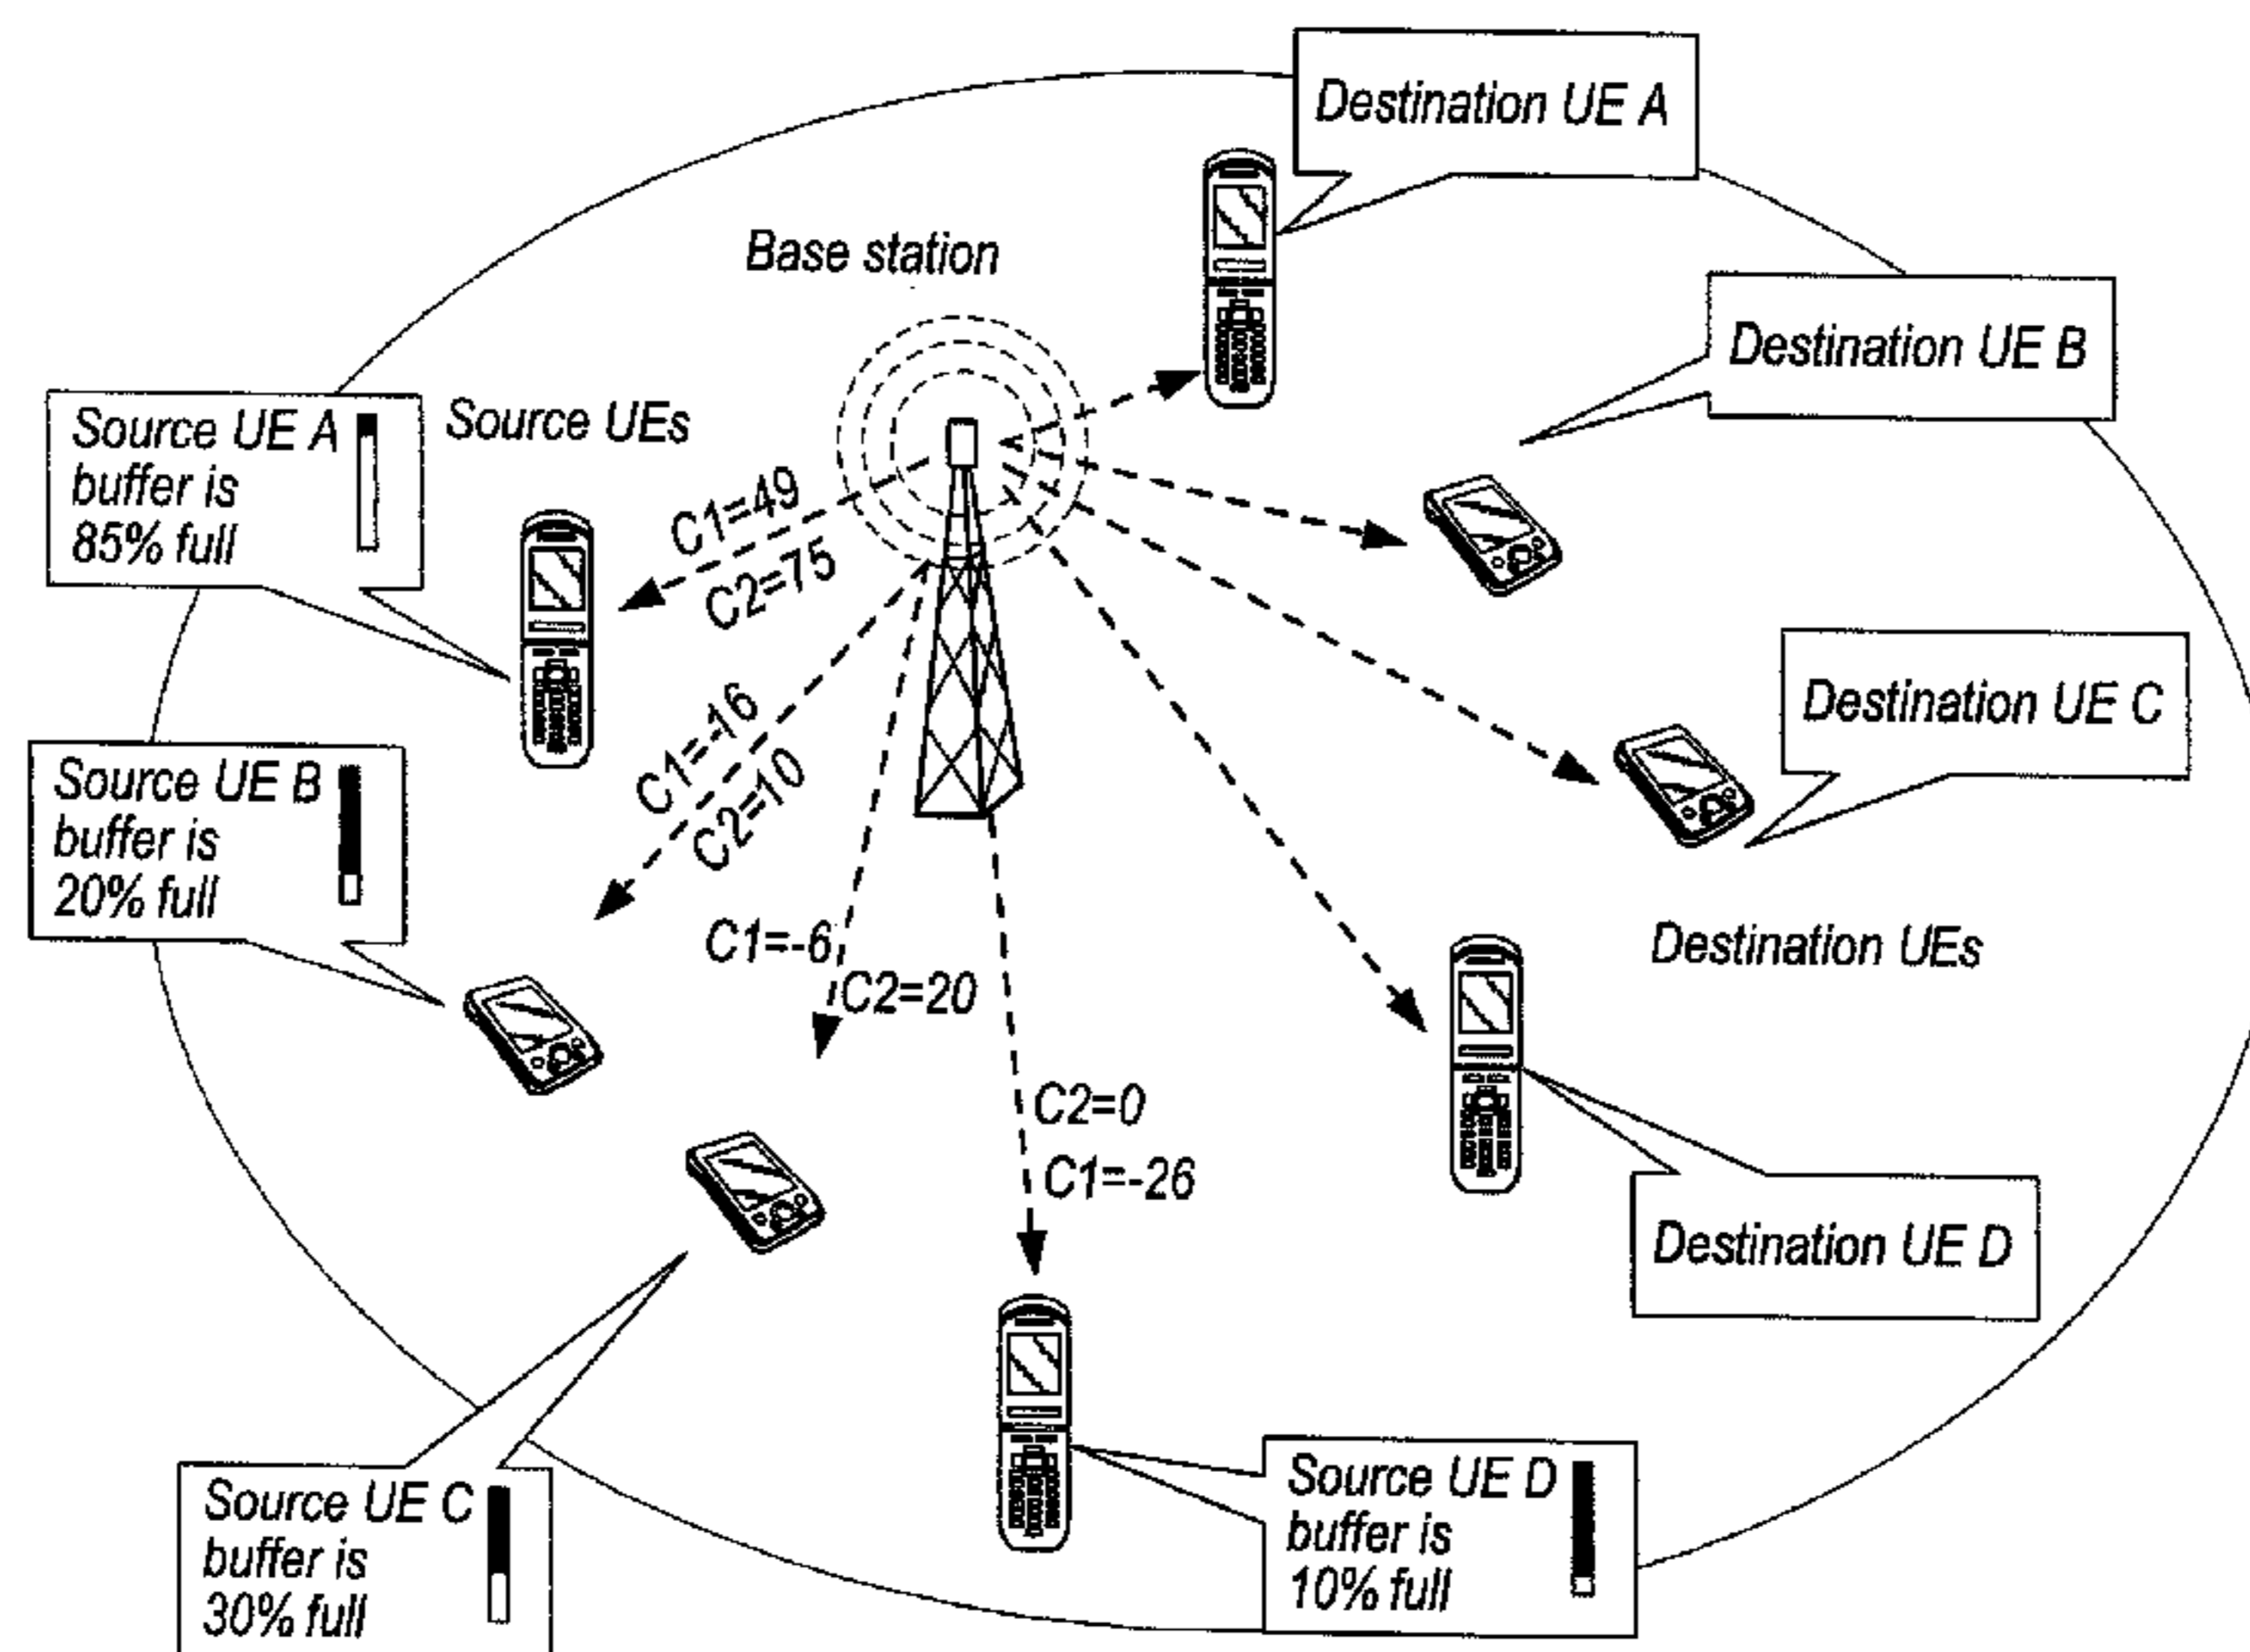 Destination UE A
Base station
Destination UE B
Source UE A
buffer is
85% full
Source UEs
C1=49
C2=75
Destination UE C
Source UE B
buffer is
20% full
C1=-16
C2=10
C1=-6
C2=20
Destination UEs
C2=0
C1=-26
Destination UE D
Source UE C
buffer is
30% full
Source UE D
buffer is
10% full